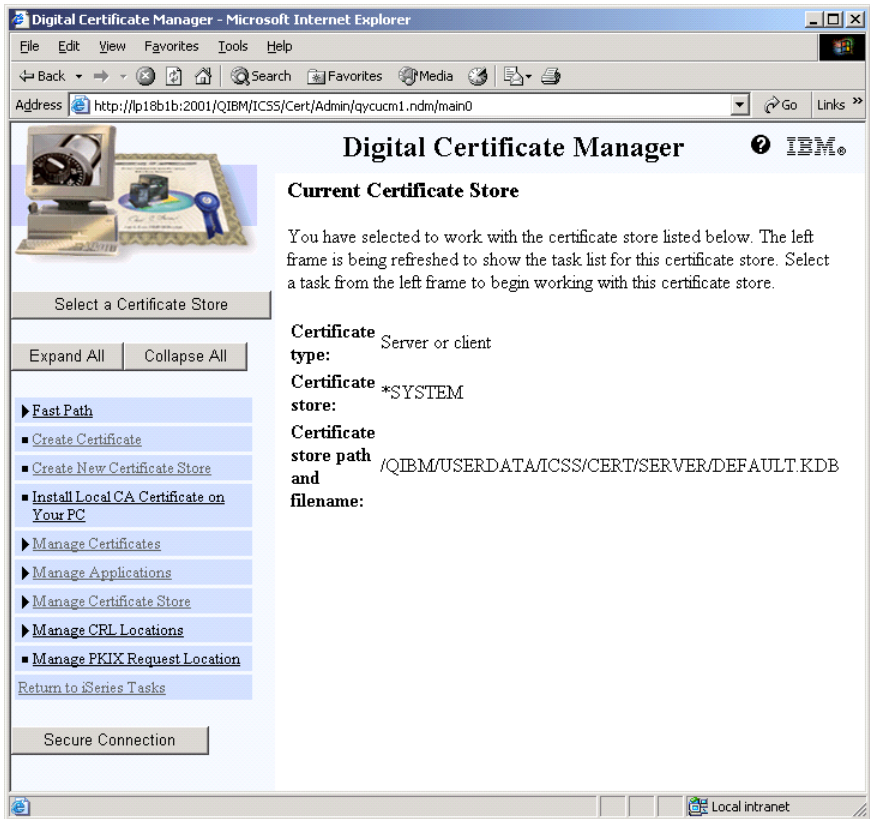 Digital Certificate Manager - Microsoft Internet Explorer
File Edit View Favorites Tools Help
Back Search Favorites Media
Address http://lp18b1b:2001/QIBM/ICSS/Cert/Admin/qycucm1.ndm/main0 Go Links »
Digital Certificate Manager
IBM®
Current Certificate Store
You have selected to work with the certificate store listed below. The left
frame is being refreshed to show the task list for this certificate store. Select
a task from the left frame to begin working with this certificate store.
Select a Certificate Store
Expand All Collapse All
Fast Path
Create Certificate
Create New Certificate Store
Install Local CA Certificate on
Your PC
Manage Certificates
Manage Applications
Manage Certificate Store
Manage CRL Locations
Manage PKIX Request Location
Return to iSeries Tasks
Secure Connection
Certificate
type:
Server or client
Certificate
store:
*SYSTEM
Certificate
store path
and
filename:
/QIBM/USERDATA/ICSS/CERT/SERVER/DEFAULT.KDB
Local intranet